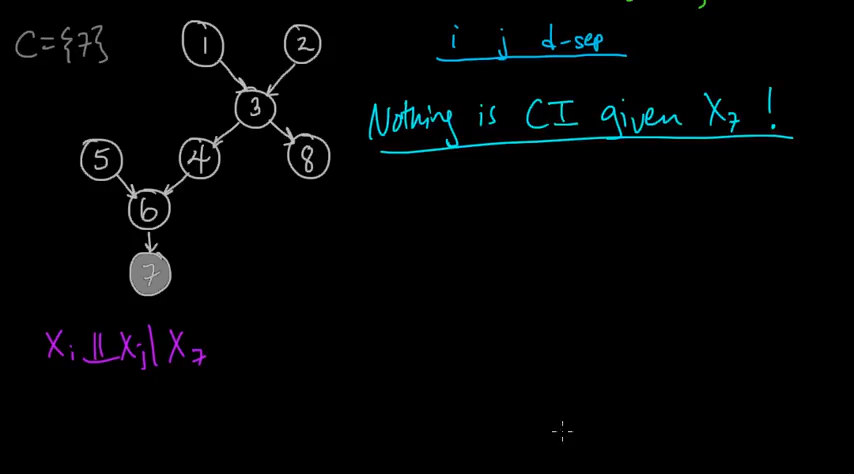 C={7}
1
2
i j d-sep
3
Nothing is CI given X₇ !
5
4
8
6
7
Xᵢ ⫫ Xⱼ | X₇